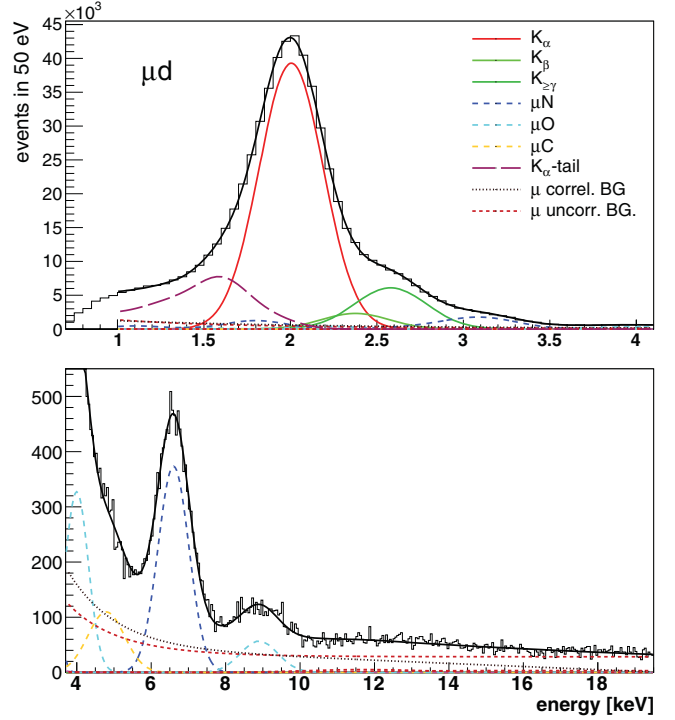 ×10³
45
40
35
30
25
20
15
10
5
0
events in 50 eV
μd
Kα
Kβ
K≥γ
μN
μO
μC
Kα-tail
μ correl. BG
μ uncorr. BG.
1 1.5 2 2.5 3 3.5 4
500
400
300
200
100
0
4 6 8 10 12 14 16 18
energy [keV]